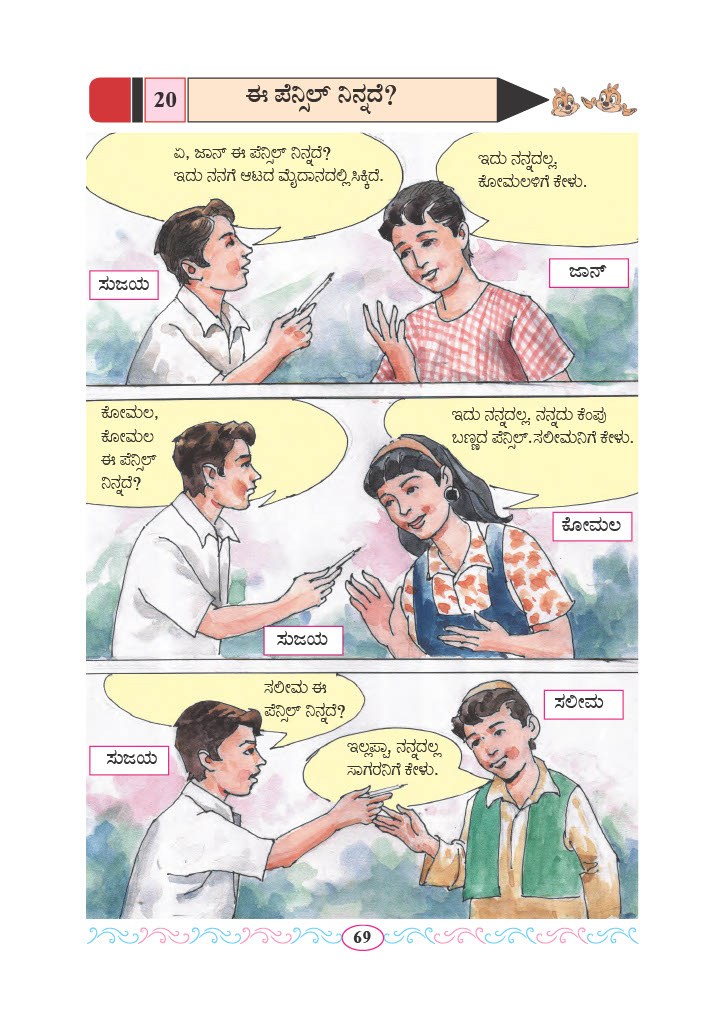 20
ಈ ಪೆನ್ಸಿಲ್ ನಿನ್ನದೆ?
ಏ, ಜಾನ್ ಈ ಪೆನ್ಸಿಲ್ ನಿನ್ನದೆ?
ಇದು ನನಗೆ ಆಟದ ಮೈದಾನದಲ್ಲಿ ಸಿಕ್ಕಿದೆ.
ಇದು ನನ್ನದಲ್ಲ.
ಕೋಮಲಳಿಗೆ ಕೇಳು.
ಸುಜಯ
ಜಾನ್
ಕೋಮಲ,
ಕೋಮಲ
ಈ ಪೆನ್ಸಿಲ್
ನಿನ್ನದೆ?
ಇದು ನನ್ನದಲ್ಲ. ನನ್ನದು ಕೆಂಪು
ಬಣ್ಣದ ಪೆನ್ಸಿಲ್. ಸಲೀಮನಿಗೆ ಕೇಳು.
ಕೋಮಲ
ಸುಜಯ
ಸಲೀಮ ಈ
ಪೆನ್ಸಿಲ್ ನಿನ್ನದೆ?
ಸಲೀಮ
ಸುಜಯ
ಇಲ್ಲಪ್ಪಾ, ನನ್ನದಲ್ಲ
ಸಾಗರನಿಗೆ ಕೇಳು.
69